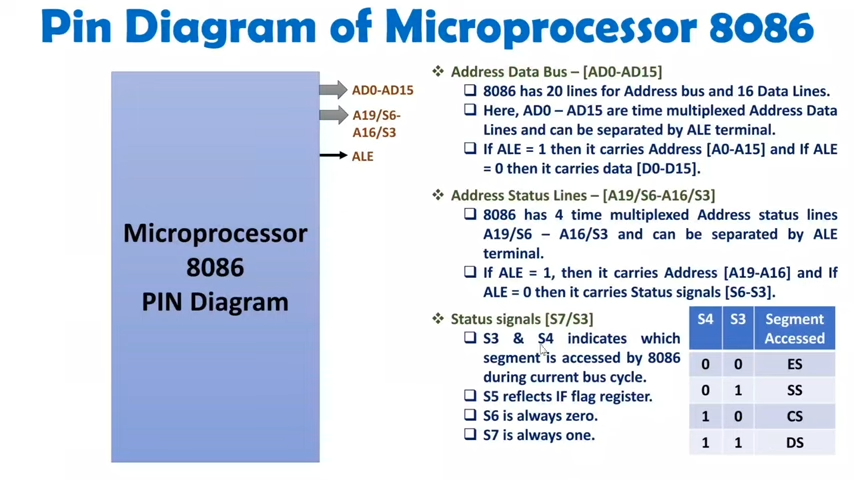 Pin Diagram of Microprocessor 8086
AD0-AD15
A19/S6-
A16/S3
ALE
Microprocessor
8086
PIN Diagram
❖ Address Data Bus – [AD0-AD15]
❑ 8086 has 20 lines for Address bus and 16 Data Lines.
❑ Here, AD0 – AD15 are time multiplexed Address Data
Lines and can be separated by ALE terminal.
❑ If ALE = 1 then it carries Address [A0-A15] and If ALE
= 0 then it carries data [D0-D15].
❖ Address Status Lines – [A19/S6-A16/S3]
❑ 8086 has 4 time multiplexed Address status lines
A19/S6 – A16/S3 and can be separated by ALE
terminal.
❑ If ALE = 1, then it carries Address [A19-A16] and If
ALE = 0 then it carries Status signals [S6-S3].
❖ Status signals [S7/S3]
❑ S3 & S4 indicates which
segment is accessed by 8086
during current bus cycle.
❑ S5 reflects IF flag register.
❑ S6 is always zero.
❑ S7 is always one.
S4 S3 Segment
Accessed
0 0 ES
0 1 SS
1 0 CS
1 1 DS